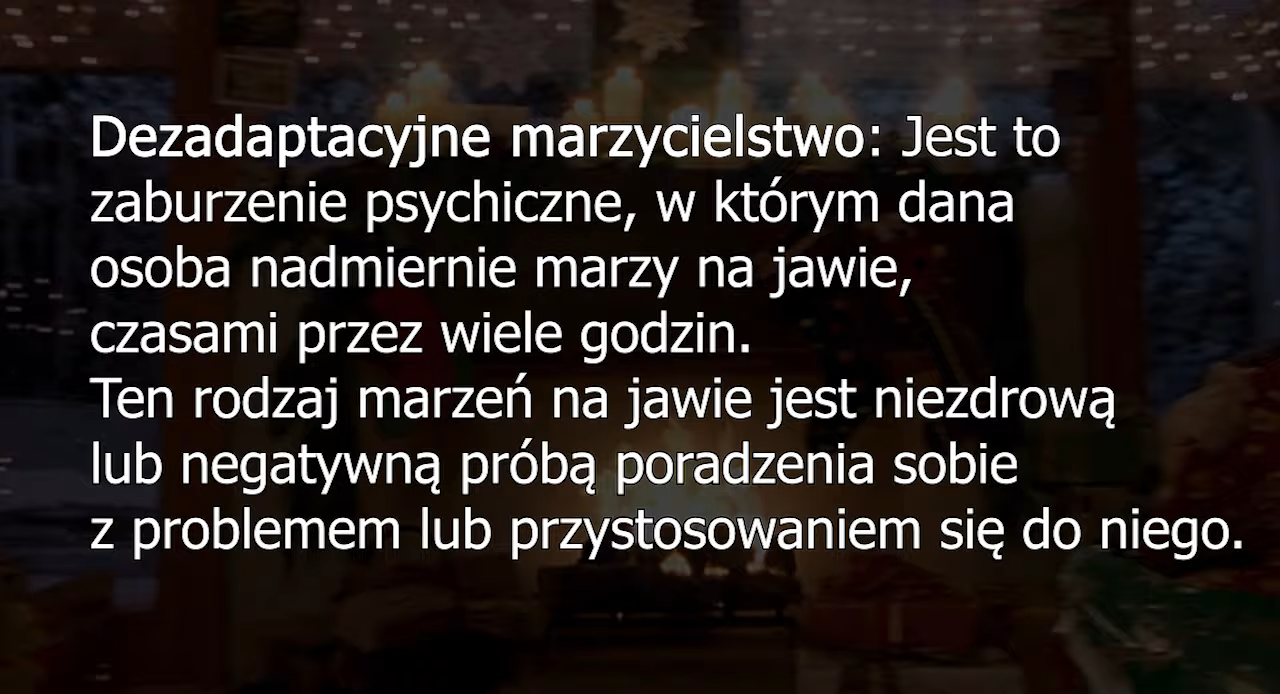 Dezadaptacyjne marzycielstwo: Jest to
zaburzenie psychiczne, w którym dana
osoba nadmiernie marzy na jawie,
czasami przez wiele godzin.
Ten rodzaj marzeń na jawie jest niezdrową
lub negatywną próbą poradzenia sobie
z problemem lub przystosowaniem się do niego.